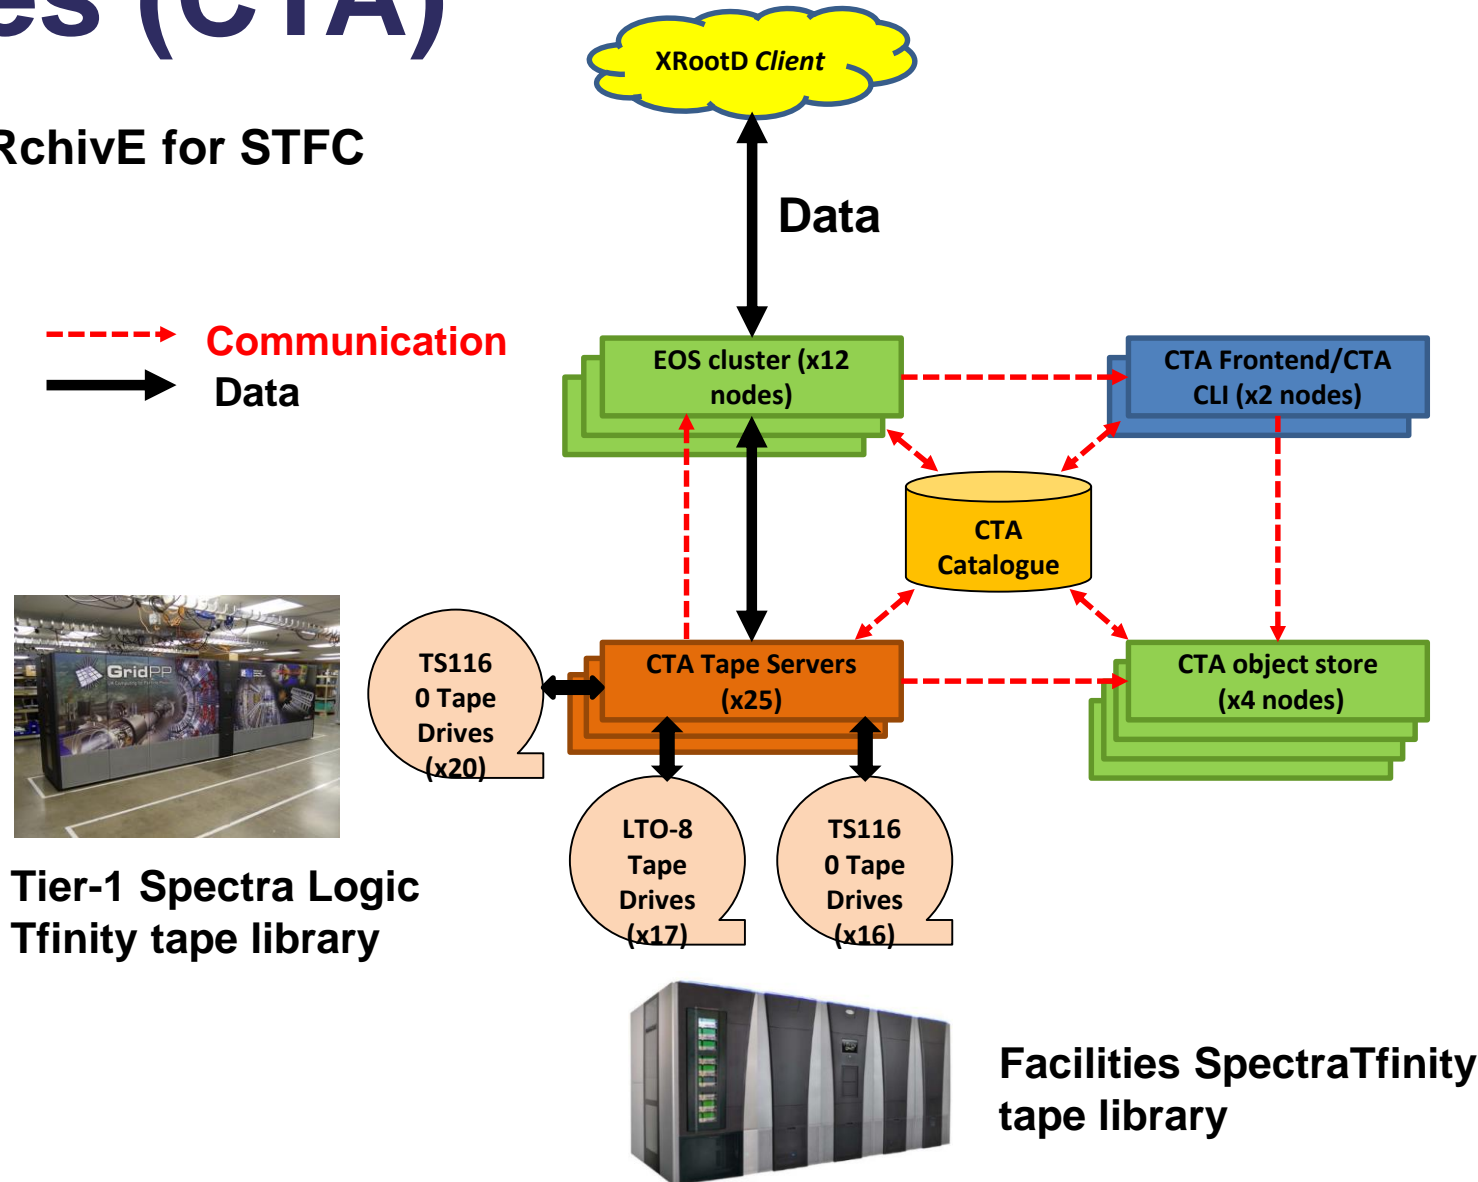 es (CTA)
RchivE for STFC
XRootD Client
Data
Communication
Data
EOS cluster (x12
nodes)
CTA Frontend/CTA
CLI (x2 nodes)
CTA
Catalogue
GridPP
TS116
0 Tape
Drives
(x20)
CTA Tape Servers
(x25)
CTA object store
(x4 nodes)
LTO-8
Tape
Drives
(x17)
TS116
0 Tape
Drives
(x16)
Tier-1 Spectra Logic
Tfinity tape library
Facilities SpectraTfinity
tape library